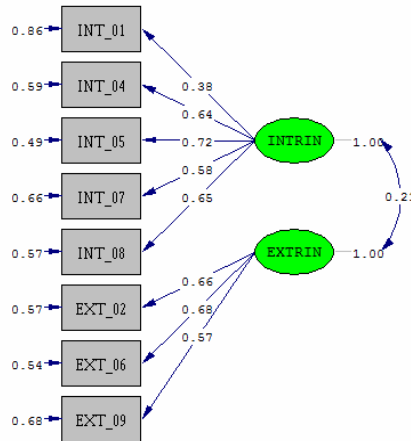 0.86 INT_01
0.38
0.59 INT_04
0.64
0.49 INT_05 0.72 INTRIN 1.00
0.58
0.66 INT_07
0.65
0.21
0.57 INT_08
EXTRIN 1.00
0.66
0.57 EXT_02
0.68
0.54 EXT_06
0.57
0.68 EXT_09